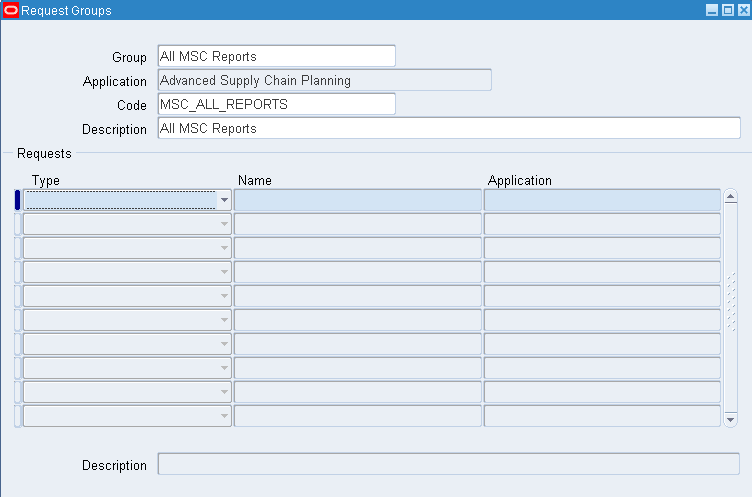 Request Groups
Group All MSC Reports
Application Advanced Supply Chain Planning
Code MSC_ALL_REPORTS
Description All MSC Reports
Requests
Type Name Application
Description